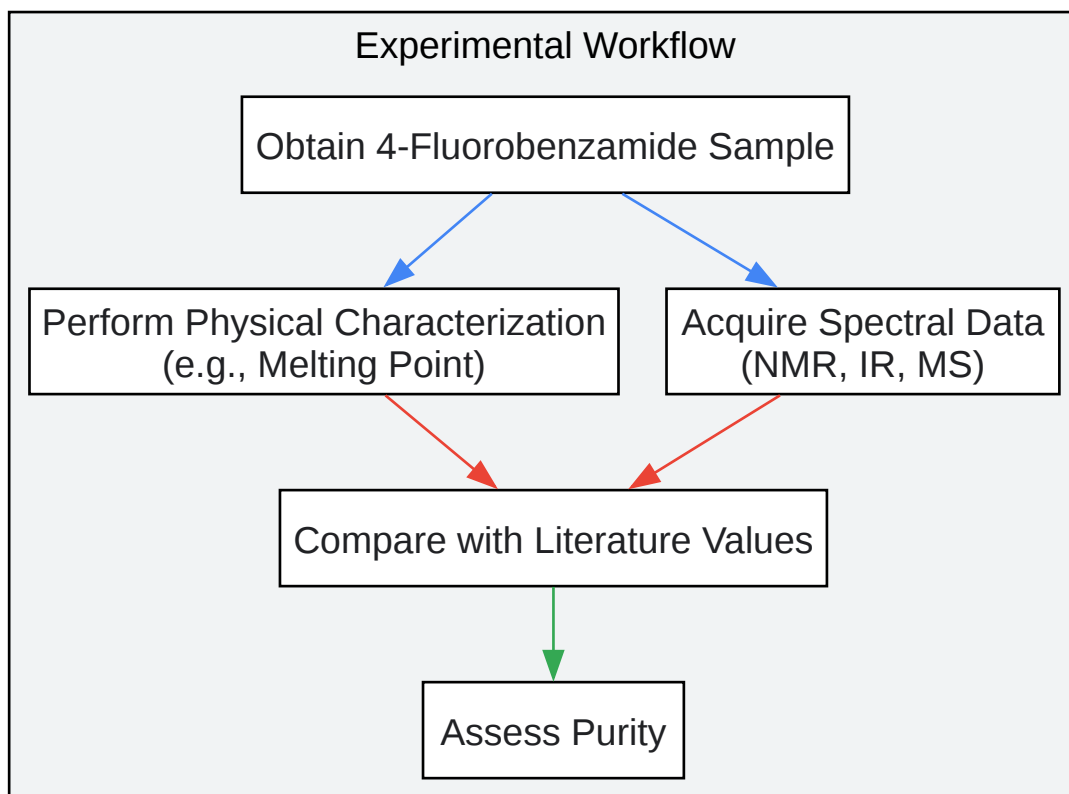 Experimental Workflow
Obtain 4-Fluorobenzamide Sample
Perform Physical Characterization
(e.g., Melting Point)
Acquire Spectral Data
(NMR, IR, MS)
Compare with Literature Values
Assess Purity